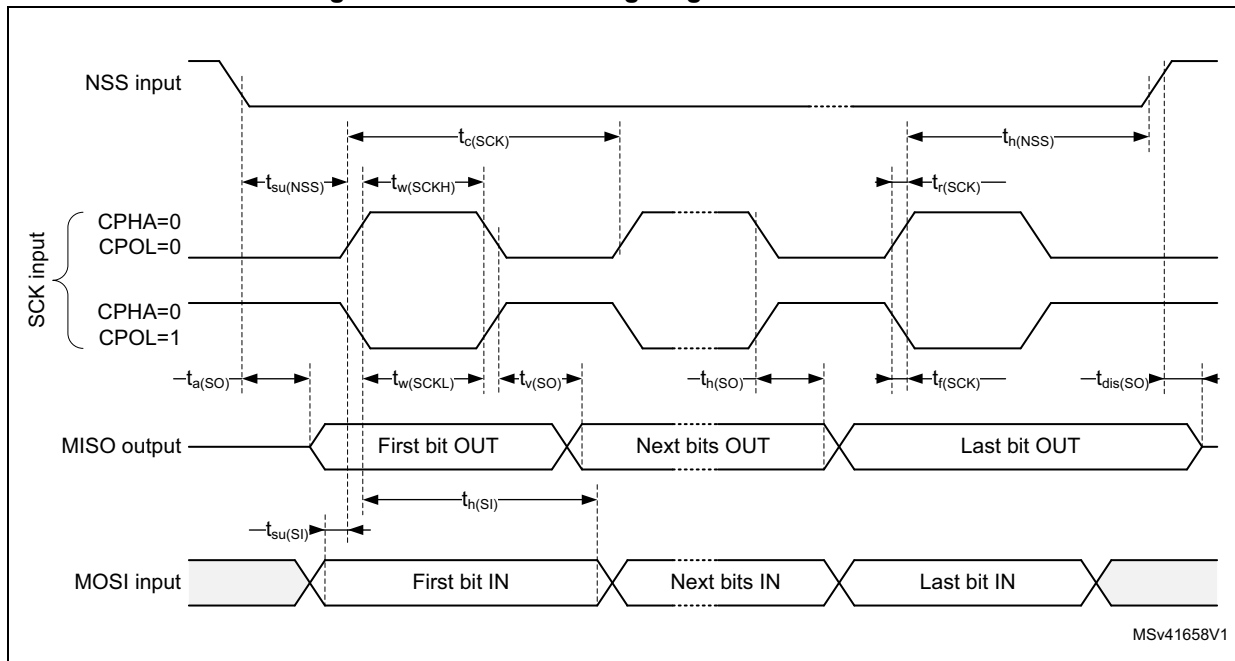 NSS input
tc(SCK)
th(NSS)
tsu(NSS)
tw(SCKH)
tr(SCK)
SCK input
CPHA=0
CPOL=0
CPHA=0
CPOL=1
ta(SO)
tw(SCKL)
tv(SO)
th(SO)
tf(SCK)
tdis(SO)
MISO output
First bit OUT
Next bits OUT
Last bit OUT
th(SI)
tsu(SI)
MOSI input
First bit IN
Next bits IN
Last bit IN
MSv41658V1